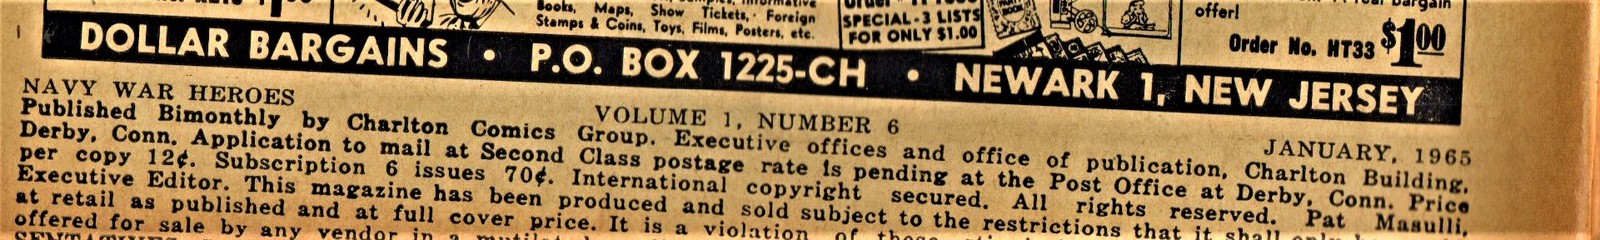 Books, Maps, Show Tickets, Foreign
Stamps & Coins, Toys, Films, Posters, etc.
SPECIAL-3 LISTS
FOR ONLY $1.00
offer!
Order No. HT33 $1.00
DOLLAR BARGAINS • P.O. BOX 1225-CH • NEWARK 1, NEW JERSEY
NAVY WAR HEROES VOLUME 1, NUMBER 6 JANUARY, 1965
Published Bimonthly by Charlton Comics Group. Executive offices and office of publication, Charlton Building,
Derby, Conn. Application to mail at Second Class postage rate is pending at the Post Office at Derby, Conn. Price
per copy 12¢. Subscription 6 issues 70¢. International copyright secured. All rights reserved. Pat Masulli,
Executive Editor. This magazine has been produced and sold subject to the restrictions that it shall only
at retail as published and at full cover price. It is a violation of these
offered for sale by any vendor in a mutilated